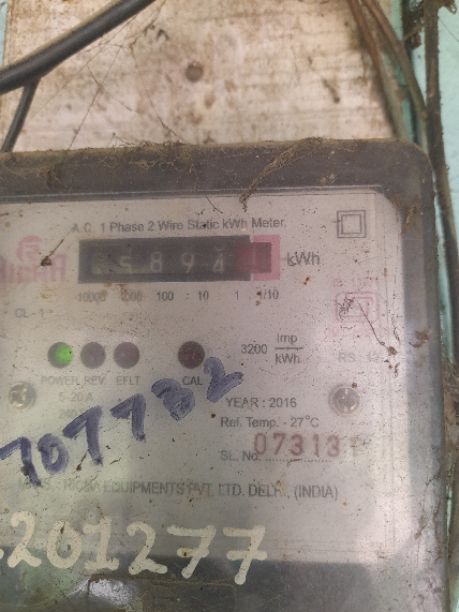 A.C. 1 Phase 2 Wire Static kWh Meter.
5894 kWh
10000 1000 100 : 10 1 1/10
CL - 1
3200 Imp/kWh
POWER REV. EFLT CAL
5-20A
YEAR : 2016
Ref. Temp. -27°C
SL. No. 07313
107732
EQUIPMENTS PVT. LTD. DELHI, (INDIA)
201277